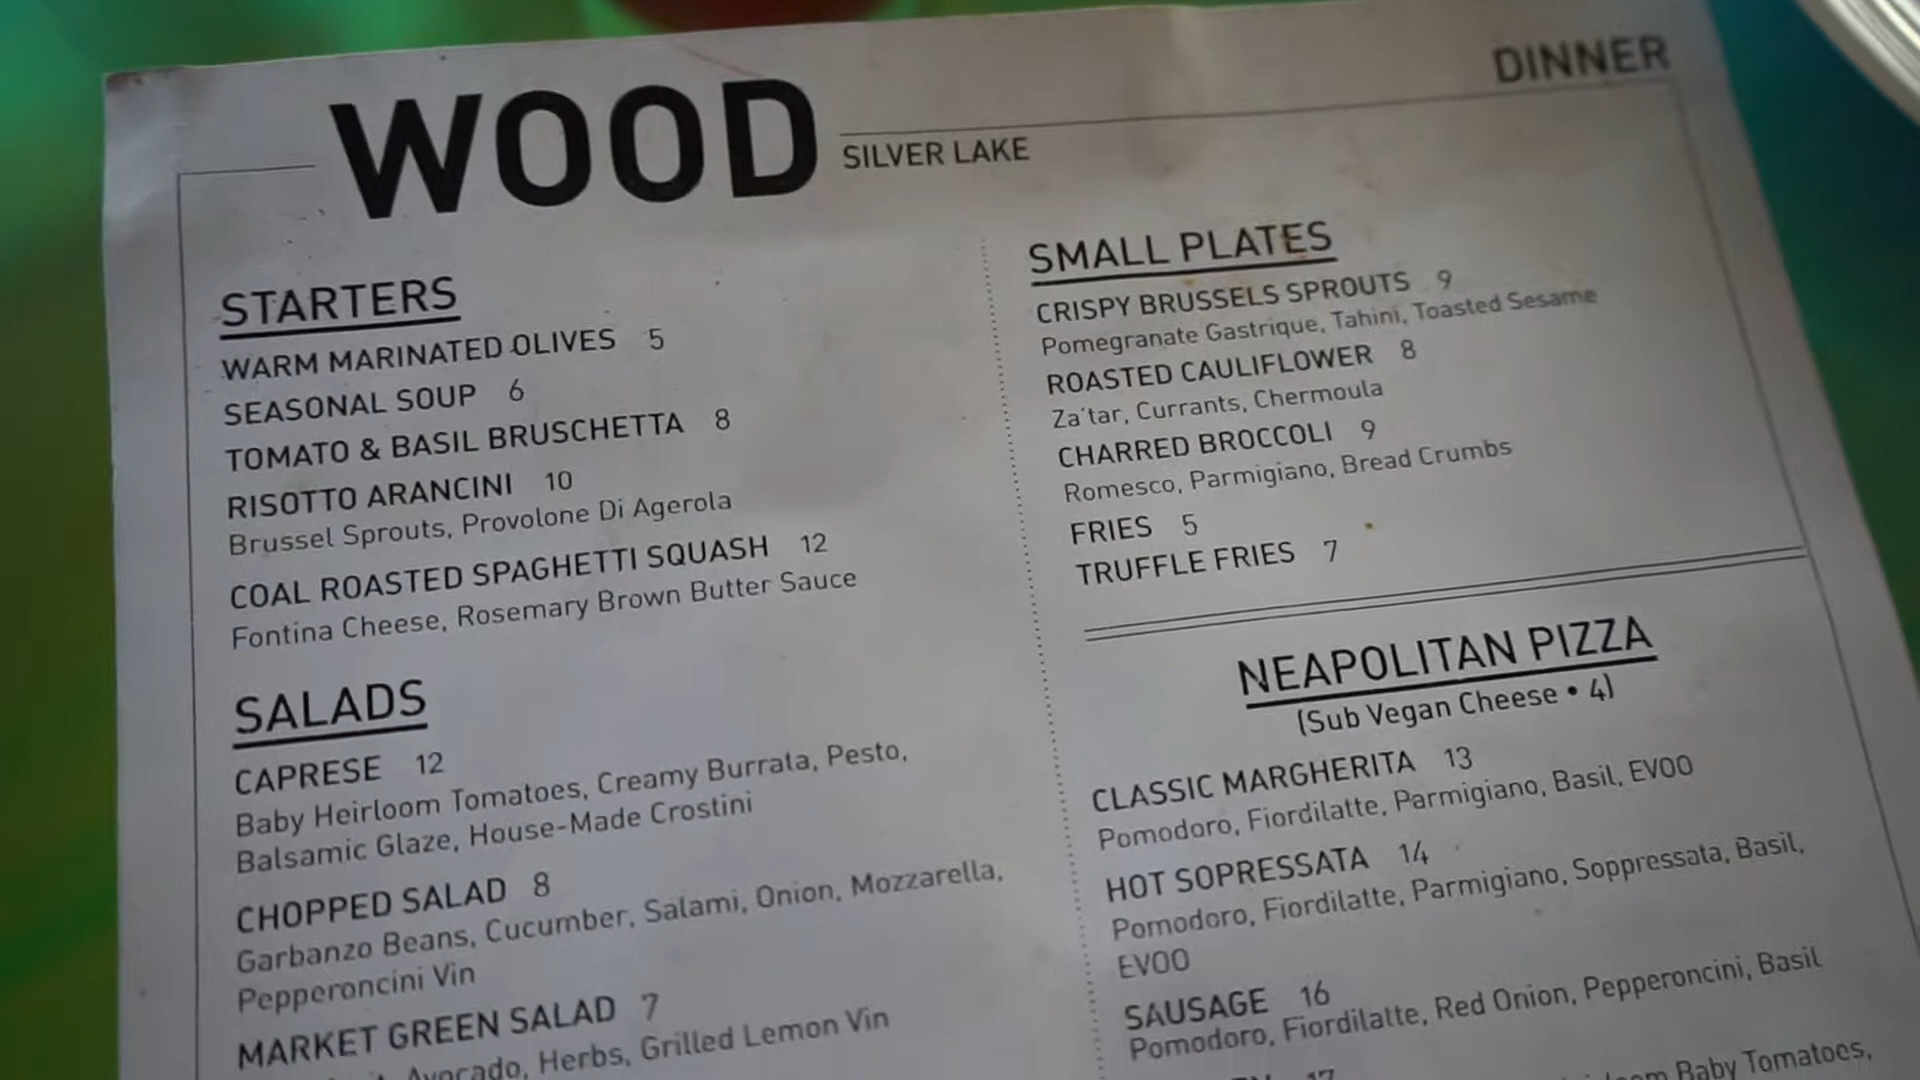 DINNER
WOOD
SILVER LAKE
STARTERS
WARM MARINATED OLIVES 5
SEASONAL SOUP 6
TOMATO & BASIL BRUSCHETTA 8
RISOTTO ARANCINI 10
Brussel Sprouts, Provolone Di Agerola
COAL ROASTED SPAGHETTI SQUASH 12
Fontina Cheese, Rosemary Brown Butter Sauce
SALADS
CAPRESE 12
Baby Heirloom Tomatoes, Creamy Burrata, Pesto,
Balsamic Glaze, House-Made Crostini
CHOPPED SALAD 8
Garbanzo Beans, Cucumber, Salami, Onion, Mozzarella,
Pepperoncini Vin
MARKET GREEN SALAD 7
Avocado, Herbs, Grilled Lemon Vin
SMALL PLATES
CRISPY BRUSSELS SPROUTS 9
Pomegranate Gastrique, Tahini, Toasted Sesame
ROASTED CAULIFLOWER 8
Za'tar, Currants, Chermoula
CHARRED BROCCOLI 9
Romesco, Parmigiano, Bread Crumbs
FRIES 5
TRUFFLE FRIES 7
NEAPOLITAN PIZZA
(Sub Vegan Cheese • 4)
CLASSIC MARGHERITA 13
Pomodoro, Fiordilatte, Parmigiano, Basil, EVOO
HOT SOPRESSATA 14
Pomodoro, Fiordilatte, Parmigiano, Soppressata, Basil,
EVOO
SAUSAGE 16
Pomodoro, Fiordilatte, Red Onion, Pepperoncini, Basil
17
Baby Tomatoes,